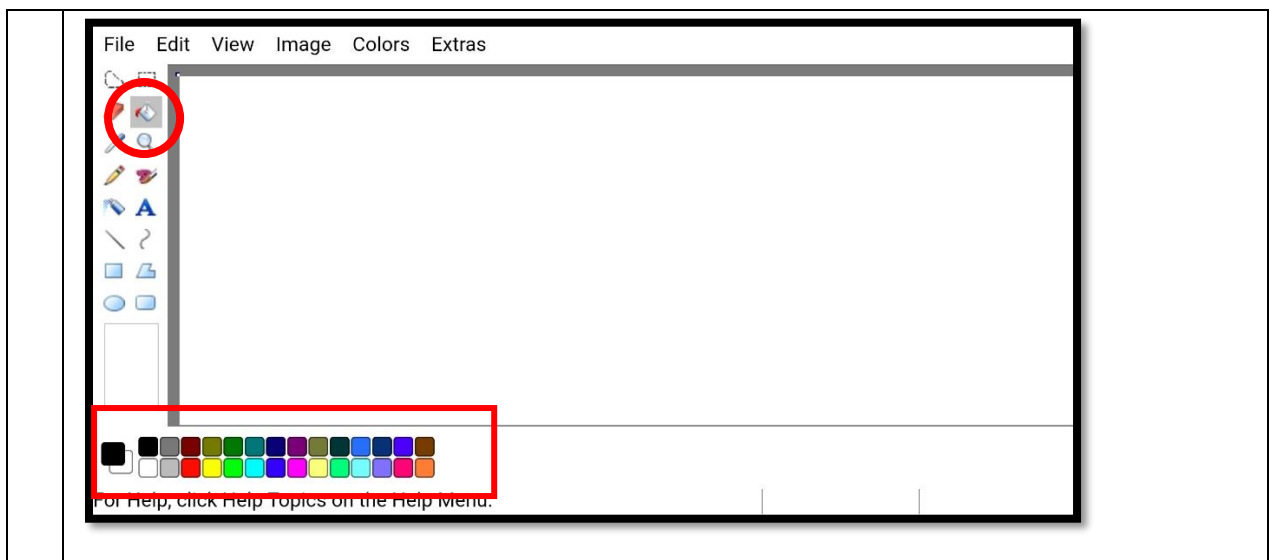 File Edit View Image Colors Extras
A
For Help, click Help Topics on the Help Menu.